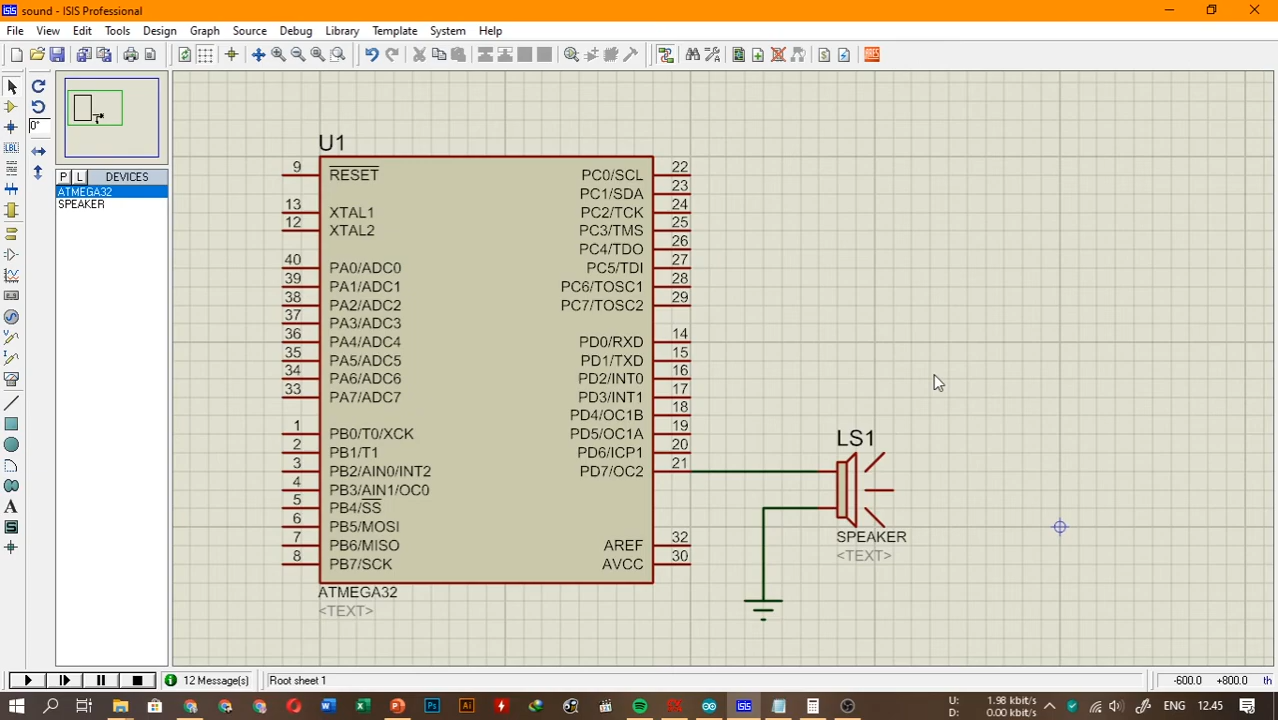 sound - ISIS Professional
File View Edit Tools Design Graph Source Debug Library Template System Help
ARES
0°
LBL
P L DEVICES
ATMEGA32
SPEAKER
A
S
U1
9 RESET
13 XTAL1
12 XTAL2
40 PA0/ADC0
39 PA1/ADC1
38 PA2/ADC2
37 PA3/ADC3
36 PA4/ADC4
35 PA5/ADC5
34 PA6/ADC6
33 PA7/ADC7
1 PB0/T0/XCK
2 PB1/T1
3 PB2/AIN0/INT2
4 PB3/AIN1/OC0
5 PB4/SS
6 PB5/MOSI
7 PB6/MISO
8 PB7/SCK
PC0/SCL 22
PC1/SDA 23
PC2/TCK 24
PC3/TMS 25
PC4/TDO 26
PC5/TDI 27
PC6/TOSC1 28
PC7/TOSC2 29
PD0/RXD 14
PD1/TXD 15
PD2/INT0 16
PD3/INT1 17
PD4/OC1B 18
PD5/OC1A 19
PD6/ICP1 20
PD7/OC2 21
AREF 32
AVCC 30
ATMEGA32
<TEXT>
LS1
SPEAKER
<TEXT>
12 Message(s)
Root sheet 1
-600.0 +800.0 th
U: 1.98 kbit/s
D: 0.00 kbit/s
12.45